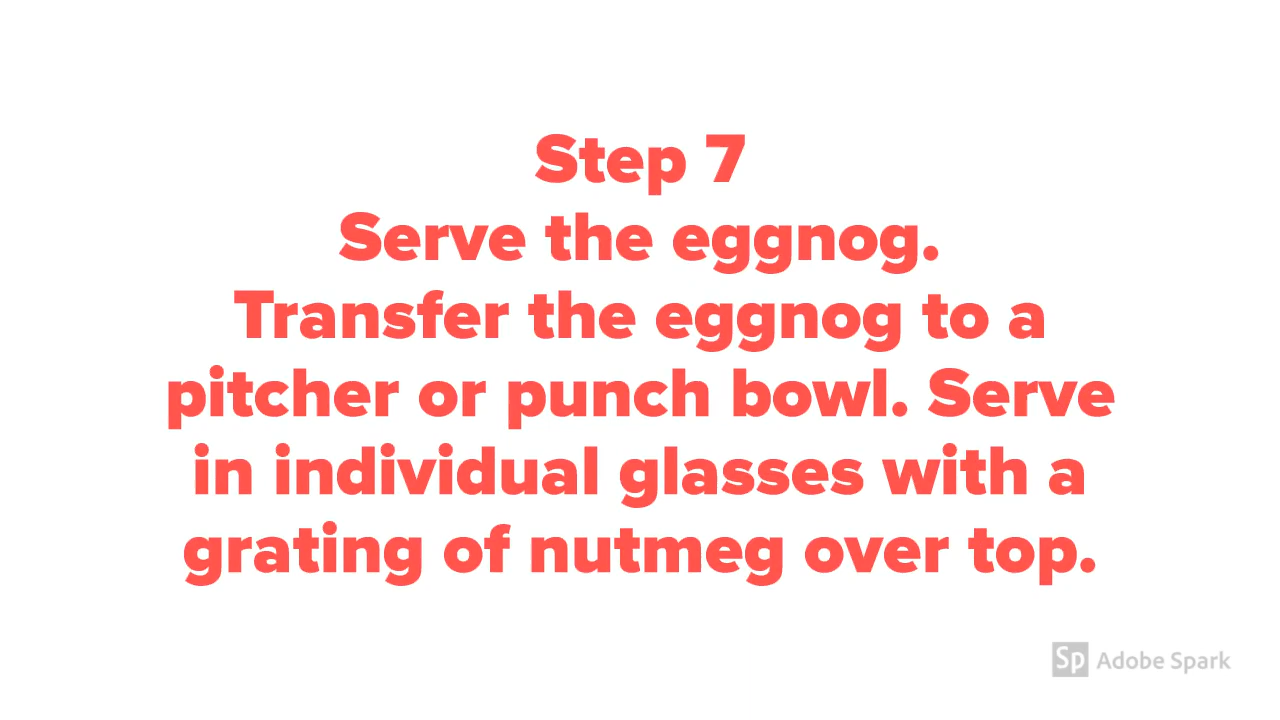 Step 7
Serve the eggnog.
Transfer the eggnog to a
pitcher or punch bowl. Serve
in individual glasses with a
grating of nutmeg over top.
Sp Adobe Spark